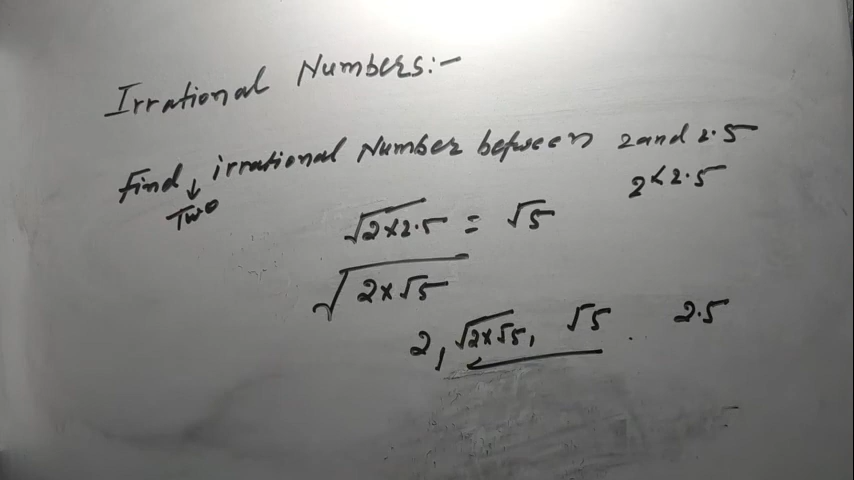 Irrational Numbers:-
Find, irrational Number between 2 and 2.5
Two
2<2.5
√2×2.5 = √5
√2×√5
2, √2×√5, √5 . 2.5